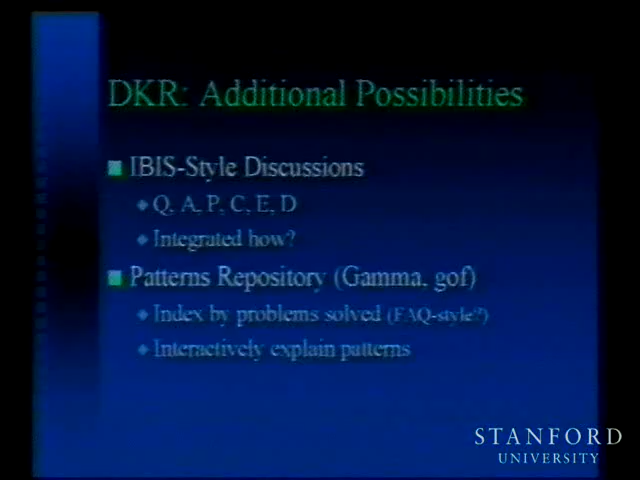 DKR: Additional Possibilities
IBIS-Style Discussions
Q, A, P, C, E, D
Integrated how?
Patterns Repository (Gamma, gof)
Index by problems solved (FAQ-style?)
Interactively explain patterns
STANFORD
UNIVERSITY